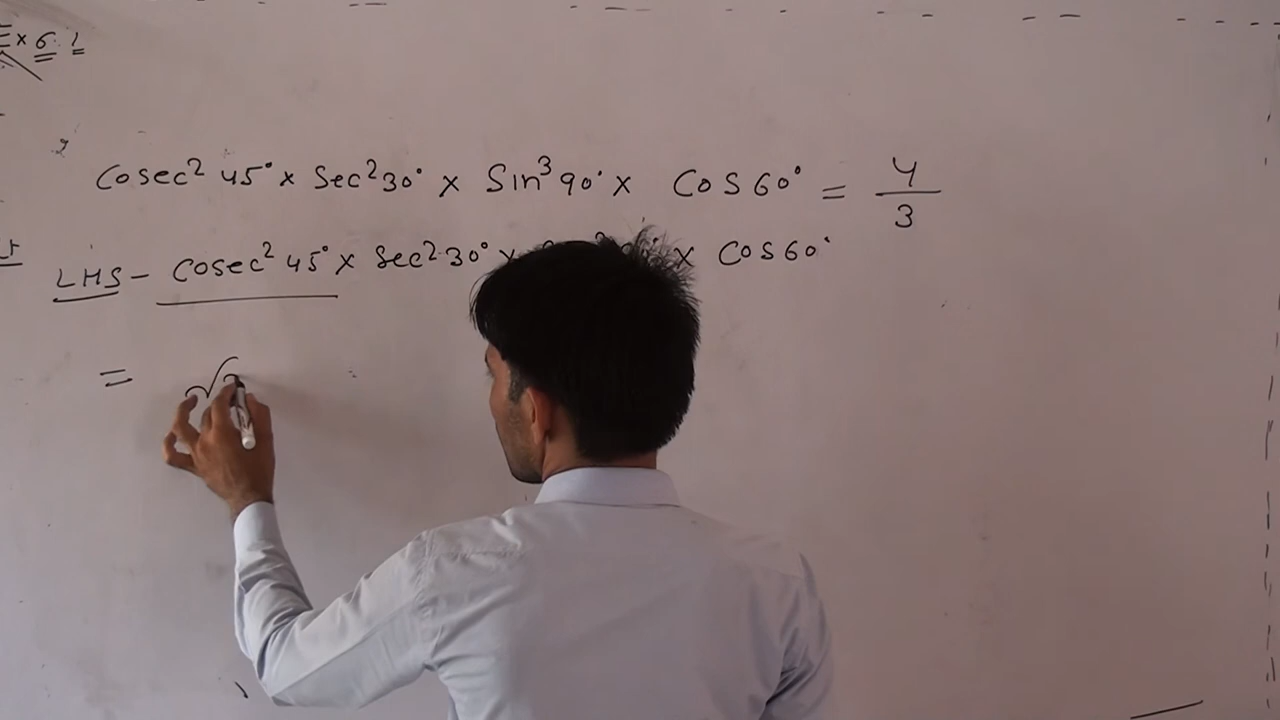 Ex 6.1
Cosec² 45° × Sec² 30° × Sin³ 90° × Cos 60° = 4/3
LHS - Cosec² 45° × Sec² 30° × × Cos 60°
= √